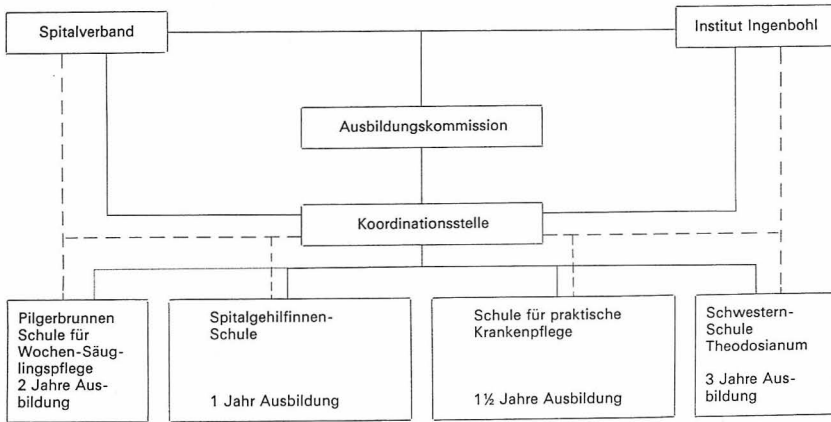 Spitalverband
Institut Ingenbohl
Ausbildungskommission
Koordinationsstelle
Pilgerbrunnen
Schule für
Wochen-Säug-
lingspflege
2 Jahre Aus-
bildung
Spitalgehilfinnen-
Schule
1 Jahr Ausbildung
Schule für praktische
Krankenpflege
1½ Jahre Ausbildung
Schwestern-
Schule
Theodosianum
3 Jahre Aus-
bildung